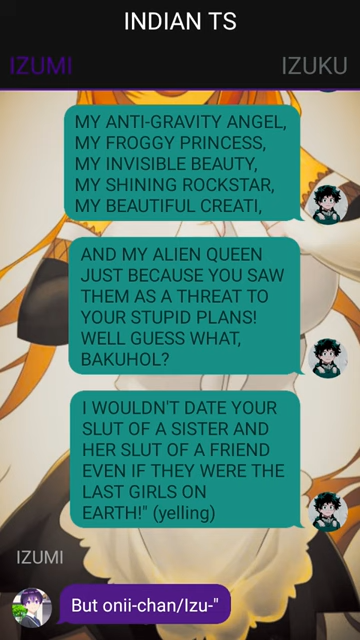 INDIAN TS
IZUMI
IZUKU
MY ANTI-GRAVITY ANGEL,
MY FROGGY PRINCESS,
MY INVISIBLE BEAUTY,
MY SHINING ROCKSTAR,
MY BEAUTIFUL CREATI,
AND MY ALIEN QUEEN
JUST BECAUSE YOU SAW
THEM AS A THREAT TO
YOUR STUPID PLANS!
WELL GUESS WHAT,
BAKUHOL?
I WOULDN'T DATE YOUR
SLUT OF A SISTER AND
HER SLUT OF A FRIEND
EVEN IF THEY WERE THE
LAST GIRLS ON
EARTH!" (yelling)
IZUMI
But onii-chan/Izu-"